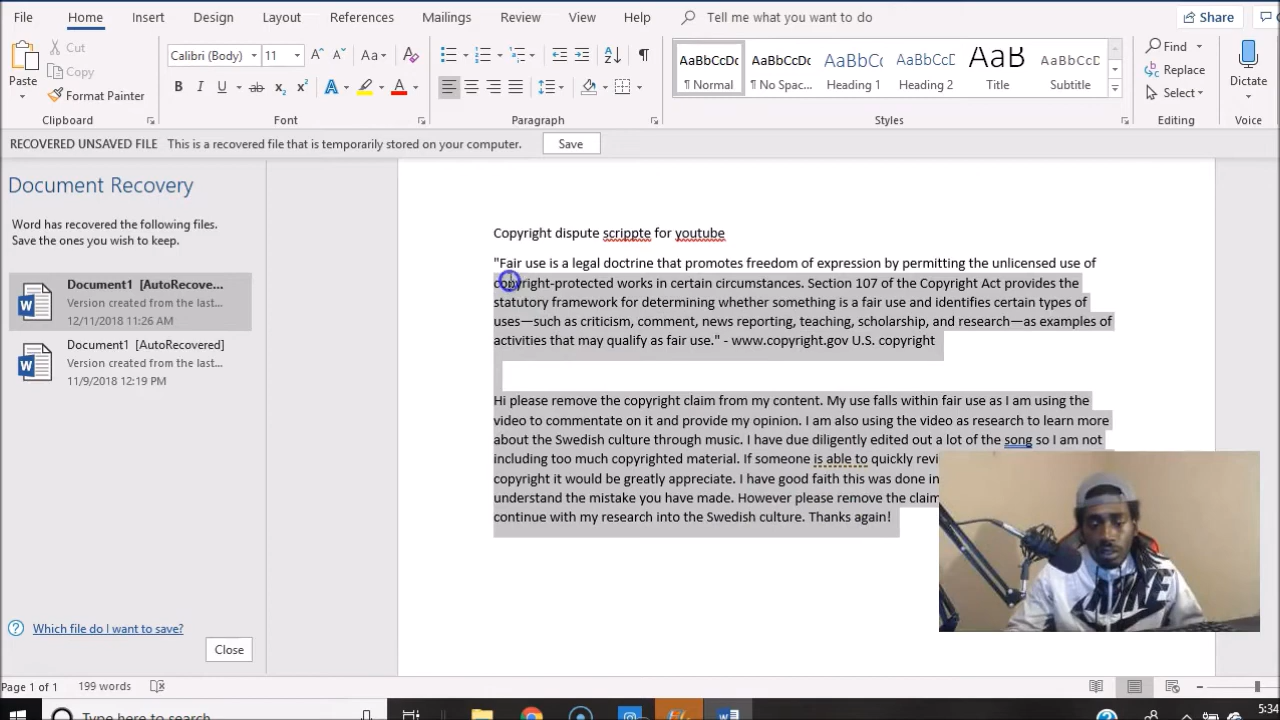 File Home Insert Design Layout References Mailings Review View Help Tell me what you want to do Share
Cut
Copy
Format Painter
Paste
Clipboard
Calibri (Body) 11
Font
Paragraph
AaBbCcDc AaBbCcDc AaBbCc AaBbCcD AaB AaBbCcD
¶ Normal ¶ No Spac... Heading 1 Heading 2 Title Subtitle
Styles
Find
Replace
Select
Editing
Dictate
Voice
RECOVERED UNSAVED FILE This is a recovered file that is temporarily stored on your computer. Save
Document Recovery
Word has recovered the following files.
Save the ones you wish to keep.
Document1 [AutoRecove...
Version created from the last...
12/11/2018 11:26 AM
Document1 [AutoRecovered]
Version created from the last...
11/9/2018 12:19 PM
Which file do I want to save?
Close
Copyright dispute scrippte for youtube
"Fair use is a legal doctrine that promotes freedom of expression by permitting the unlicensed use of
copyright-protected works in certain circumstances. Section 107 of the Copyright Act provides the
statutory framework for determining whether something is a fair use and identifies certain types of
uses—such as criticism, comment, news reporting, teaching, scholarship, and research—as examples of
activities that may qualify as fair use." - www.copyright.gov U.S. copyright
Hi please remove the copyright claim from my content. My use falls within fair use as I am using the
video to commentate on it and provide my opinion. I am also using the video as research to learn more
about the Swedish culture through music. I have due diligently edited out a lot of the song so I am not
including too much copyrighted material. If someone is able to quickly
copyright it would be greatly appreciate. I have good faith this was done in
understand the mistake you have made. However please remove the claim
continue with my research into the Swedish culture. Thanks again!
NIKE
Page 1 of 1 199 words
Type here to search
5:34